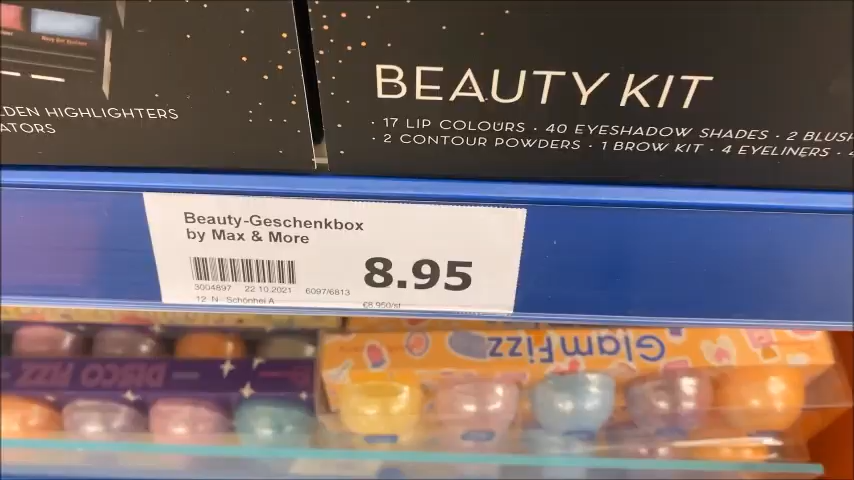 LDEN HIGHLIGHTERS
ATORS
BEAUTY KIT
· 17 LIP COLOURS · 40 EYESHADOW SHADES · 2 BLUSH
· 2 CONTOUR POWDERS · 1 BROW KIT · 4 EYELINERS ·
Beauty-Geschenkbox
by Max & More
8.95
3004897 22.10.2021 6097/6813
12 N Schönhei A €8.950/st
DISCO FIZZ
GlamFizz